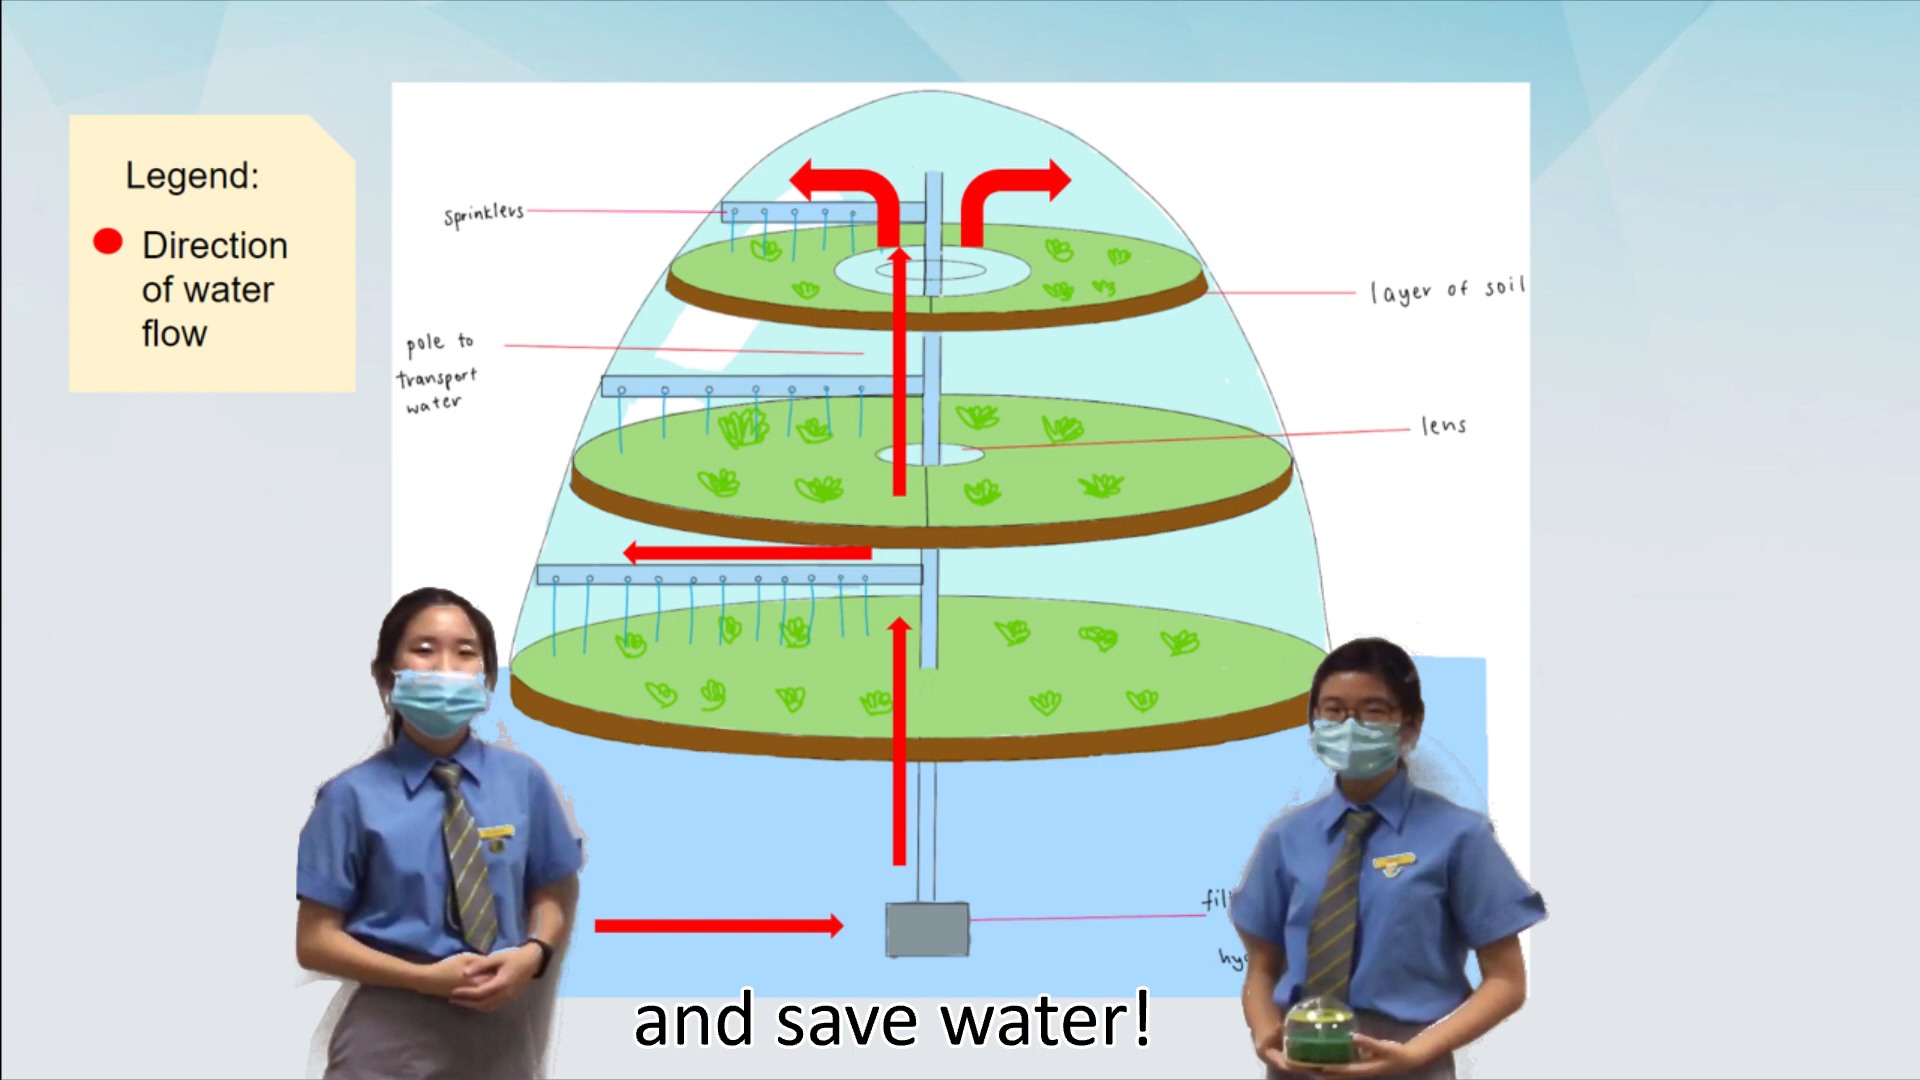 Legend:
Direction
of water
flow
sprinklers
layer of soil
pole to
transport
water
lens
and save water!